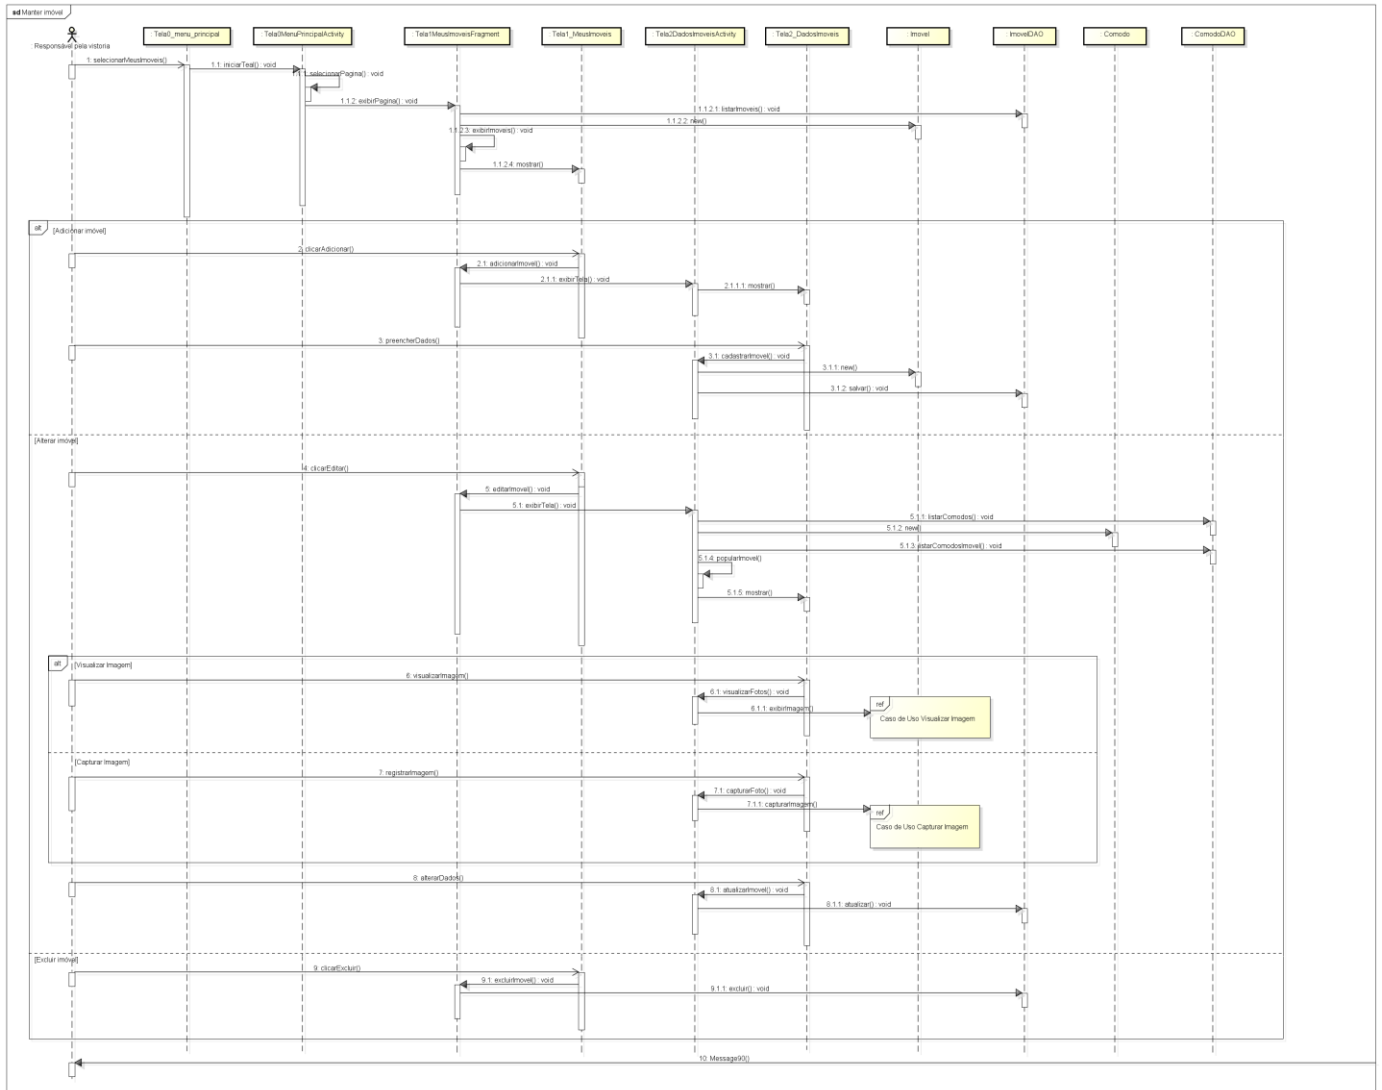 sd Manter imóvel
: Responsável pela vistoria
: Tela0_menu_principal
: Tela0MenuPrincipalActivity
: Tela1MeusImoveisFragment
: Tela1_MeusImoveis
: Tela2DadosImoveisActivity
: Tela2_DadosImoveis
: Imovel
: ImovelDAO
: Comodo
: ComodoDAO
1: selecionarMeusImoveis()
1.1: iniciarTeal() : void
1.1.1: selecionarPagina() : void
1.1.2: exibirPagina() : void
1.1.2.1: listarImoveis() : void
1.1.2.2: new()
1.1.2.3: exibirImoveis() : void
1.1.2.4: mostrar()
alt
[Adicionar imóvel]
2: clicarAdicionar()
2.1: adicionarImovel() : void
2.1.1: exibirTela() : void
2.1.1.1: mostrar()
3: preencherDados()
3.1: cadastrarImovel() : void
3.1.1: new()
3.1.2: salvar() : void
[Alterar imóvel]
4: clicarEditar()
5: editarImovel() : void
5.1: exibirTela() : void
5.1.1: listarComodos() : void
5.1.2: new()
5.1.3: listarComodosImovel() : void
5.1.4: popularImovel()
5.1.5: mostrar()
alt
[Visualizar Imagem]
6: visualizarImagem()
6.1: visualizarFotos() : void
6.1.1: exibirImagem()
ref
Caso de Uso Visualizar Imagem
[Capturar Imagem]
7: registrarImagem()
7.1: capturarFoto() : void
7.1.1: capturarImagem()
ref
Caso de Uso Capturar Imagem
8: alterarDados()
8.1: atualizarImovel() : void
8.1.1: atualizar() : void
[Excluir imóvel]
9: clicarExcluir()
9.1: excluirImovel() : void
9.1.1: excluir() : void
10: Message90()